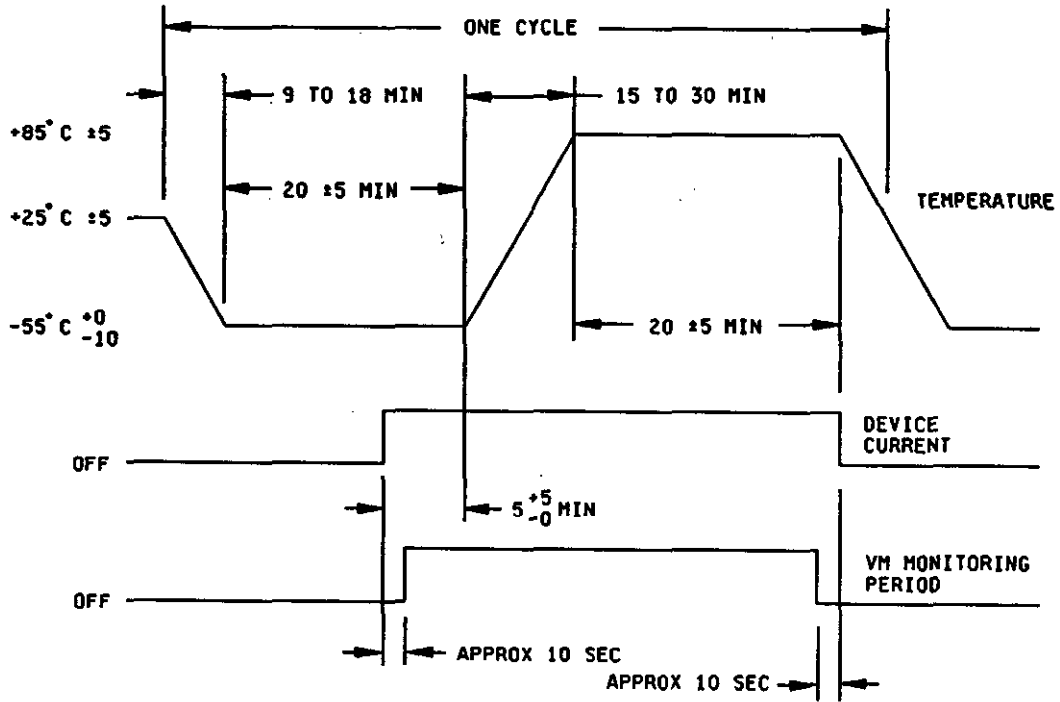 ONE CYCLE
9 TO 18 MIN
15 TO 30 MIN
+85°C ±5
20 ±5 MIN
+25°C ±5
TEMPERATURE
-55°C +0 -10
20 ±5 MIN
DEVICE
CURRENT
OFF
5 +5 -0 MIN
VM MONITORING
PERIOD
OFF
APPROX 10 SEC
APPROX 10 SEC